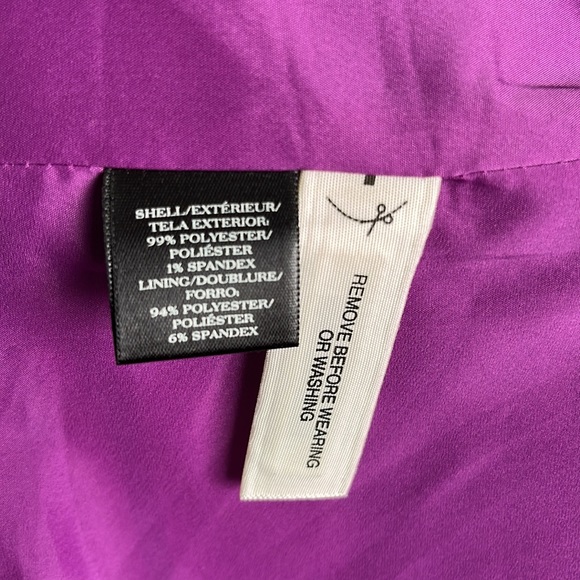 SHELL/EXTÉRIEUR/
TELA EXTERIOR:
99% POLYESTER/
POLIÉSTER
1% SPANDEX
LINING/DOUBLURE/
FORRO:
94% POLYESTER/
POLIÉSTER
6% SPANDEX
REMOVE BEFORE WEARING
OR WASHING